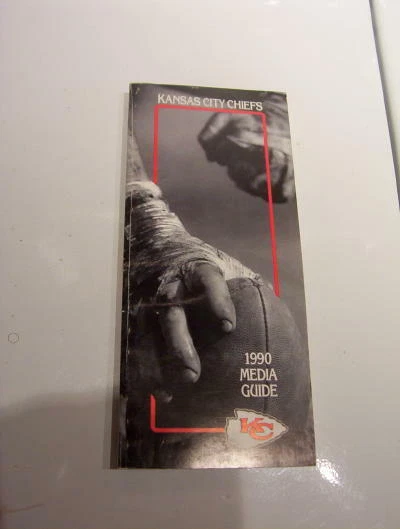 KANSAS CITY CHIEFS
1990
MEDIA
GUIDE
KC